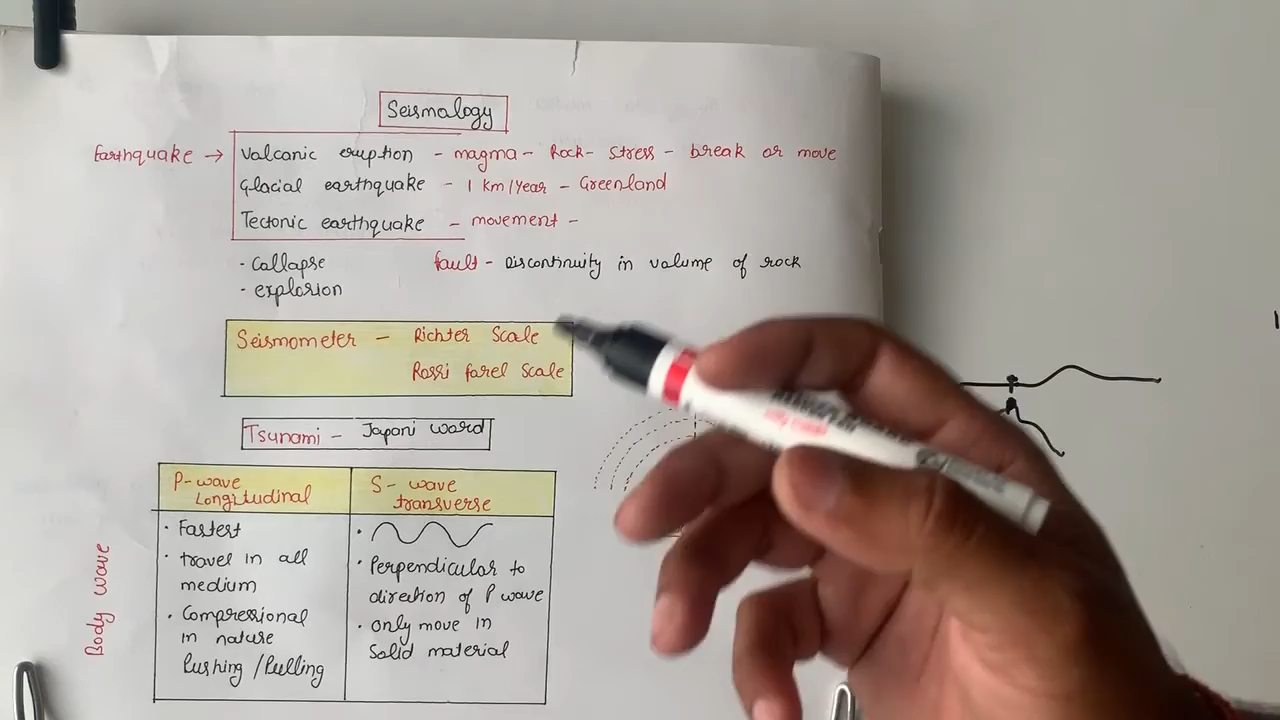 Seismalogy
Earthquake → Volcanic eruption - magma - Rock - stress - break or move
Glacial earthquake - 1 km/year - Greenland
Tectonic earthquake - movement -
· Collapse
· explosion
fault - Discontinuity in volume of rock
Seismometer - Richter Scale
Rossi farel Scale
Tsunami - Japani word
P-wave
Longitudinal
S- wave
transverse
Body wave
· Fastest
· travel in all
medium
· Compressional
in nature
Pushing/Pulling
· Perpendicular to
direction of P wave
· only move in
Solid material